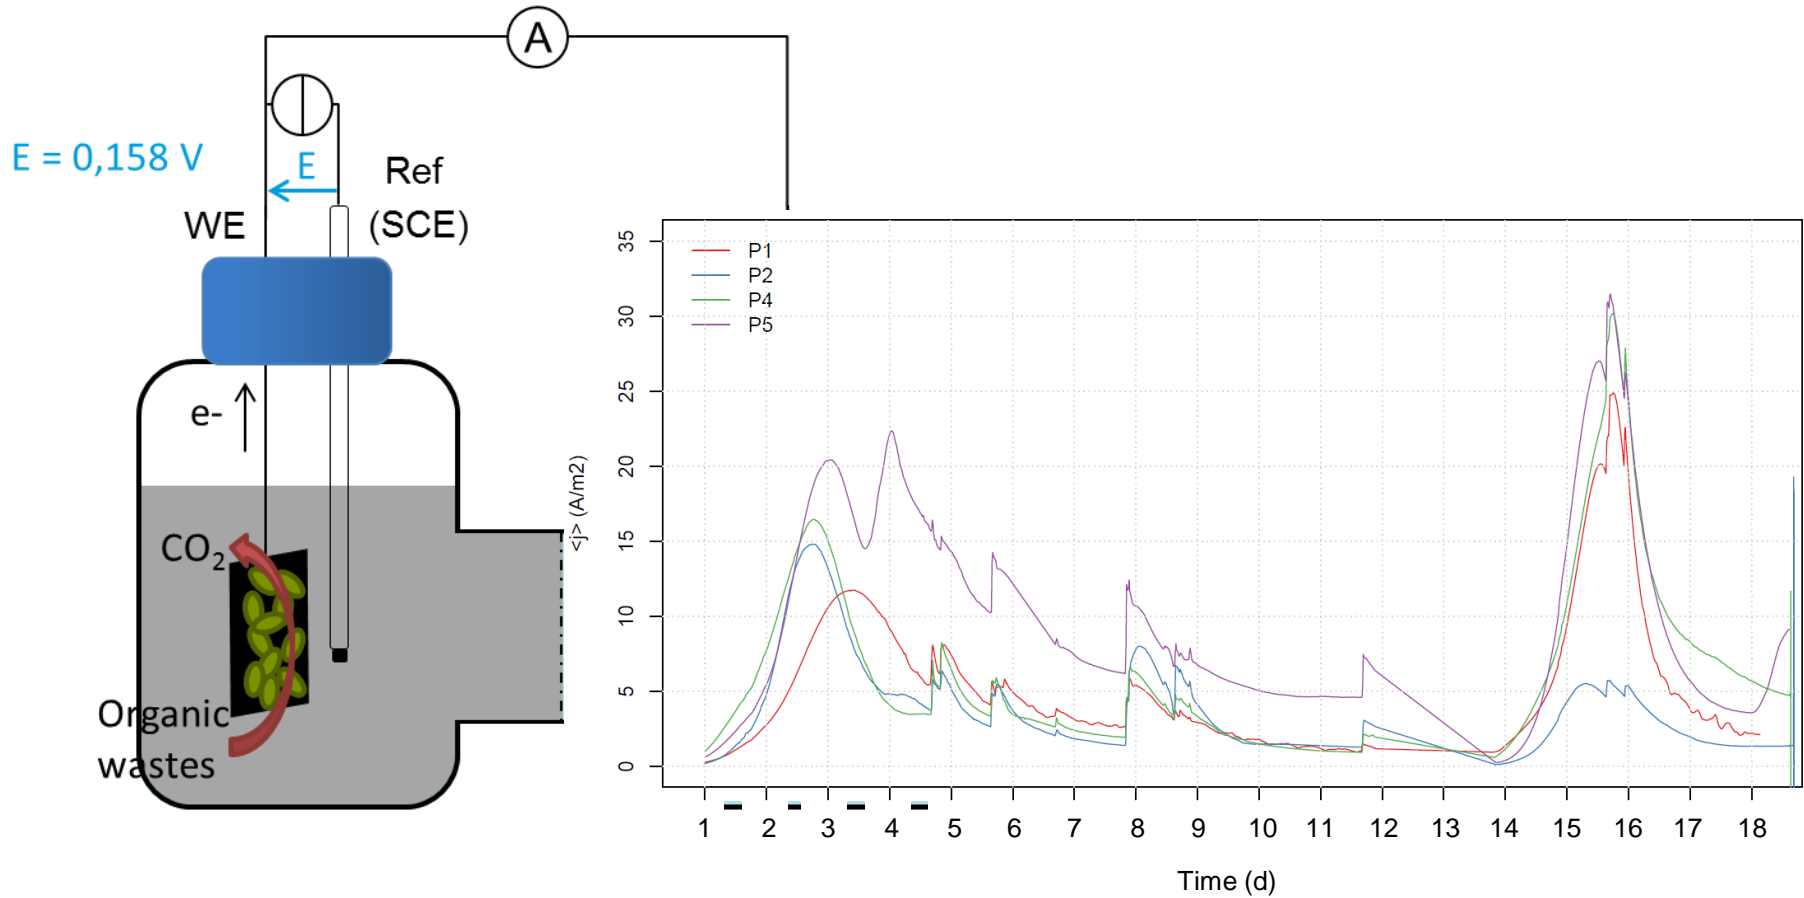 A
E = 0,158 V
E
Ref
(SCE)
WE
e-
CO2
Organic
wastes
<j> (A/m2)
35
30
25
20
15
10
5
0
P1
P2
P4
P5
1 2 3 4 5 6 7 8 9 10 11 12 13 14 15 16 17 18
Time (d)